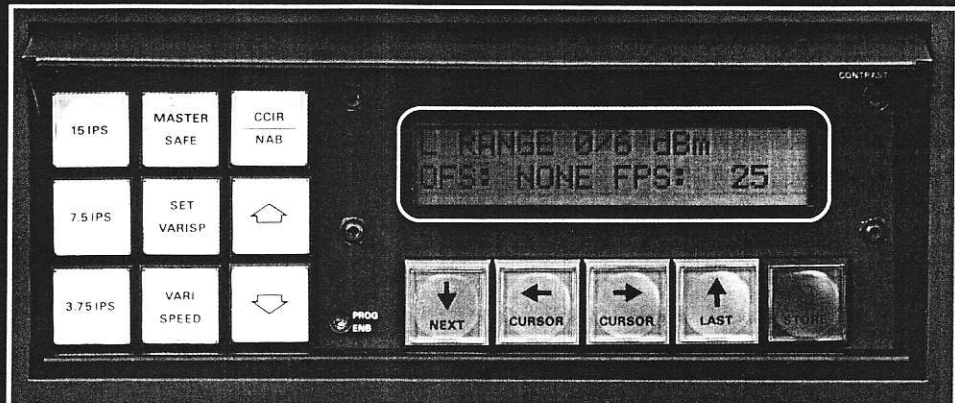 CONTRAST
15 IPS
MASTER
SAFE
CCIR
NAB
L RANGE 0/6 dBm
OFS: NONE FPS: 25
7.5 IPS
SET
VARISP
3.75 IPS
VARI
SPEED
PROG
ENB
NEXT
CURSOR
CURSOR
LAST
STORE